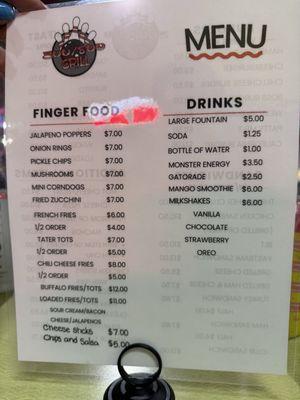 GRILL
MENU
FINGER FOOD
JALAPENO POPPERS $7.00
ONION RINGS $7.00
PICKLE CHIPS $7.00
MUSHROOMS $7.00
MINI CORNDOGS $7.00
FRIED ZUCCHINI $7.00
FRENCH FRIES $6.00
1/2 ORDER $4.00
TATER TOTS $7.00
1/2 ORDER $5.00
CHILI CHEESE FRIES $8.00
1/2 ORDER $5.00
BUFFALO FRIES/TOTS $12.00
LOADED FRIES/TOTS $11.00
SOUR CREAM/BACON
CHEESE/JALAPENOS
Cheese Sticks $7.00
Chips and Salsa $5.00
DRINKS
LARGE FOUNTAIN $5.00
SODA $1.25
BOTTLE OF WATER $1.00
MONSTER ENERGY $3.50
GATORADE $2.50
MANGO SMOOTHIE $6.00
MILKSHAKES $6.00
VANILLA
CHOCOLATE
STRAWBERRY
OREO